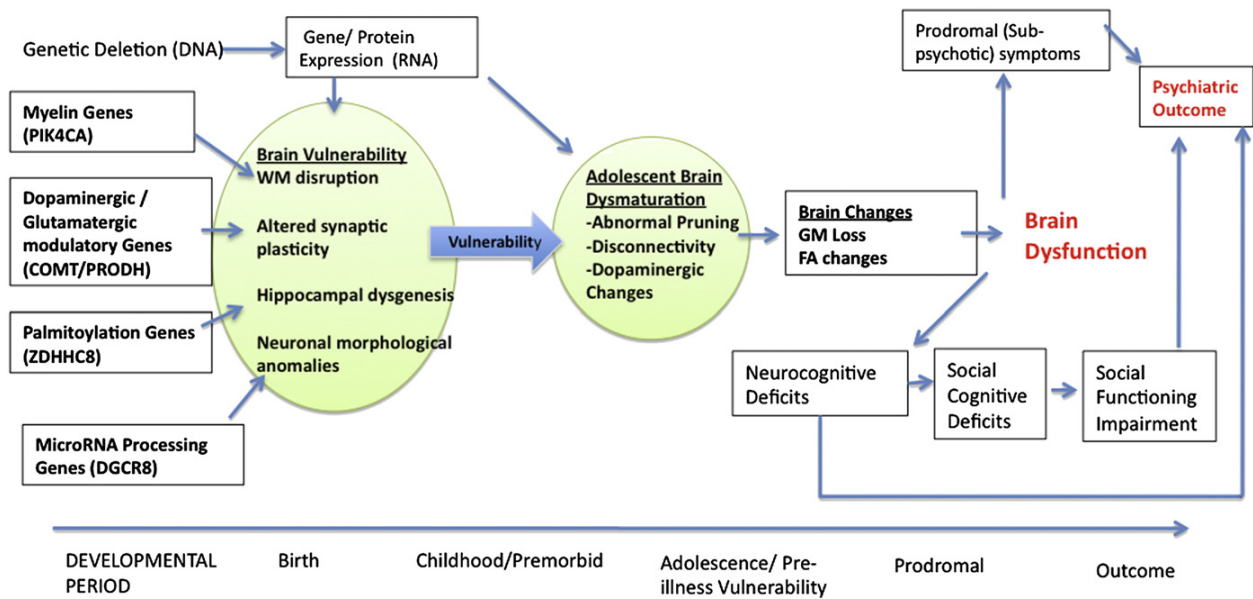 Genetic Deletion (DNA)
Gene/ Protein
Expression (RNA)
Myelin Genes
(PIK4CA)
Dopaminergic /
Glutamatergic
modulatory Genes
(COMT/PRODH)
Palmitoylation Genes
(ZDHHC8)
MicroRNA Processing
Genes (DGCR8)
Brain Vulnerability
WM disruption
Altered synaptic
plasticity
Hippocampal dysgenesis
Neuronal morphological
anomalies
Vulnerability
Adolescent Brain
Dysmaturation
-Abnormal Pruning
-Disconnectivity
-Dopaminergic
Changes
Brain Changes
GM Loss
FA changes
Brain
Dysfunction
Prodromal (Sub-
psychotic) symptoms
Psychiatric
Outcome
Neurocognitive
Deficits
Social
Cognitive
Deficits
Social
Functioning
Impairment
DEVELOPMENTAL
PERIOD
Birth
Childhood/Premorbid
Adolescence/ Pre-
illness Vulnerability
Prodromal
Outcome